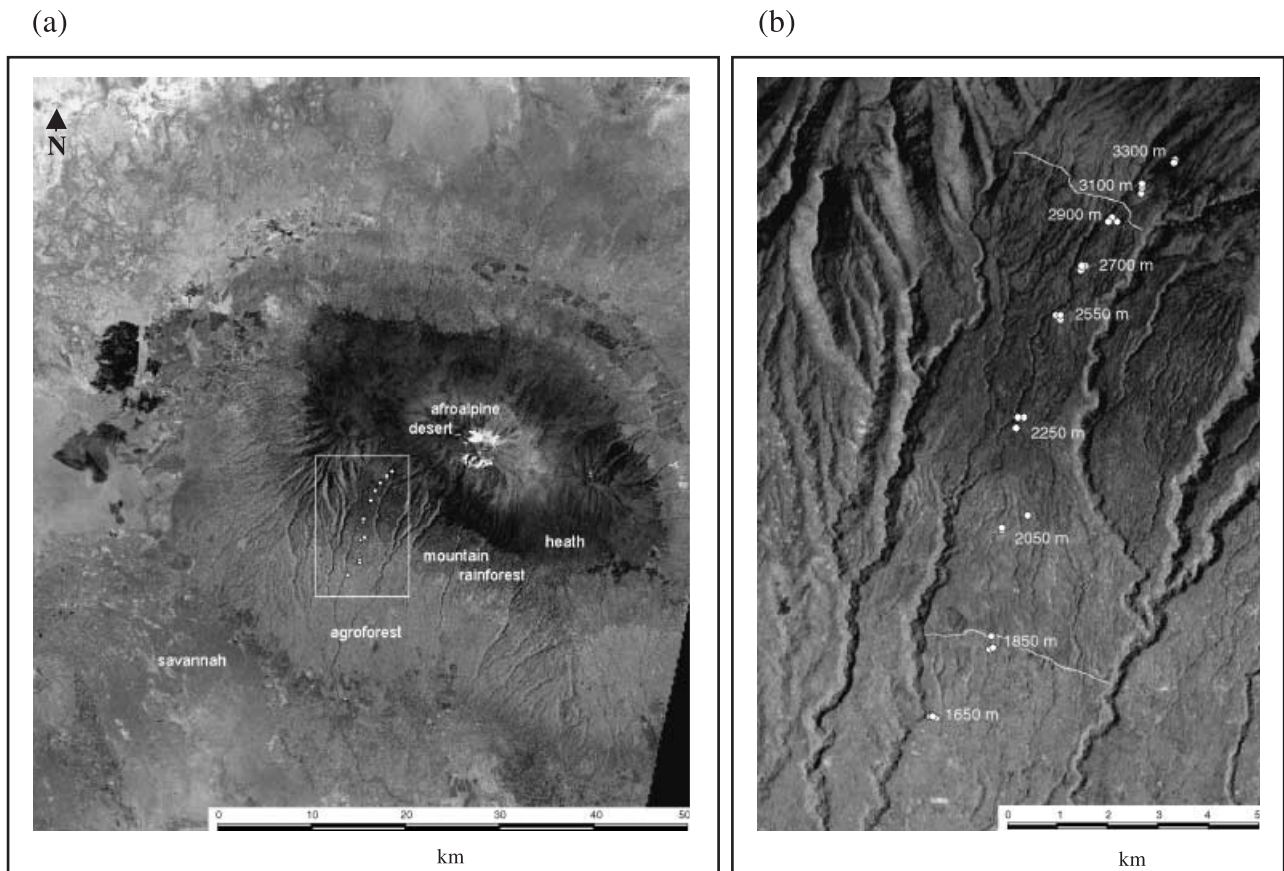 (a)
(b)
N
afroalpine
desert
heath
mountain
rainforest
agroforest
savannah
0 10 20 30 40 50
km
3300 m
3100 m
2900 m
2700 m
2550 m
2250 m
2050 m
1850 m
1650 m
0 1 2 3 4 5
km